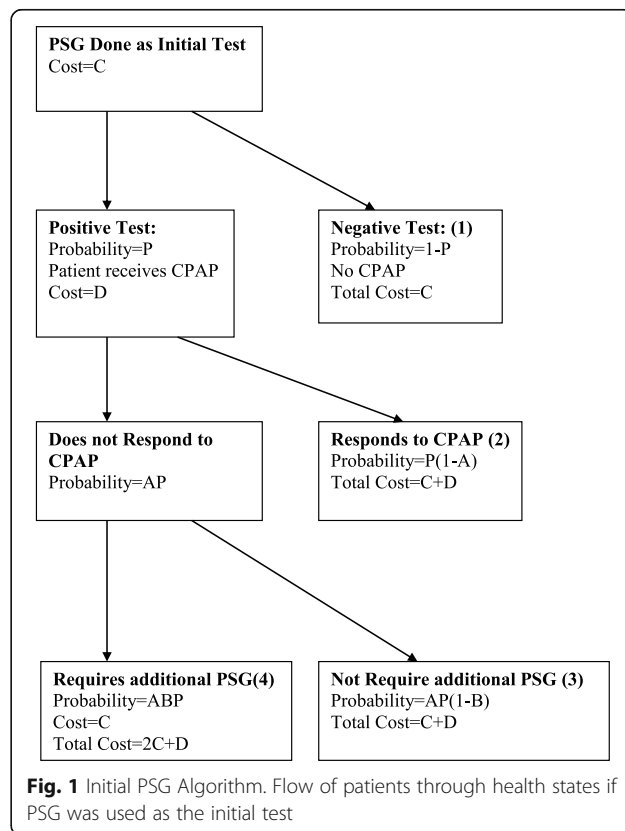 PSG Done as Initial Test
Cost=C
Positive Test:
Probability=P
Patient receives CPAP
Cost=D
Negative Test: (1)
Probability=1-P
No CPAP
Total Cost=C
Does not Respond to
CPAP
Probability=AP
Responds to CPAP (2)
Probability=P(1-A)
Total Cost=C+D
Requires additional PSG(4)
Probability=ABP
Cost=C
Total Cost=2C+D
Not Require additional PSG (3)
Probability=AP(1-B)
Total Cost=C+D
Fig. 1 Initial PSG Algorithm. Flow of patients through health states if
PSG was used as the initial test